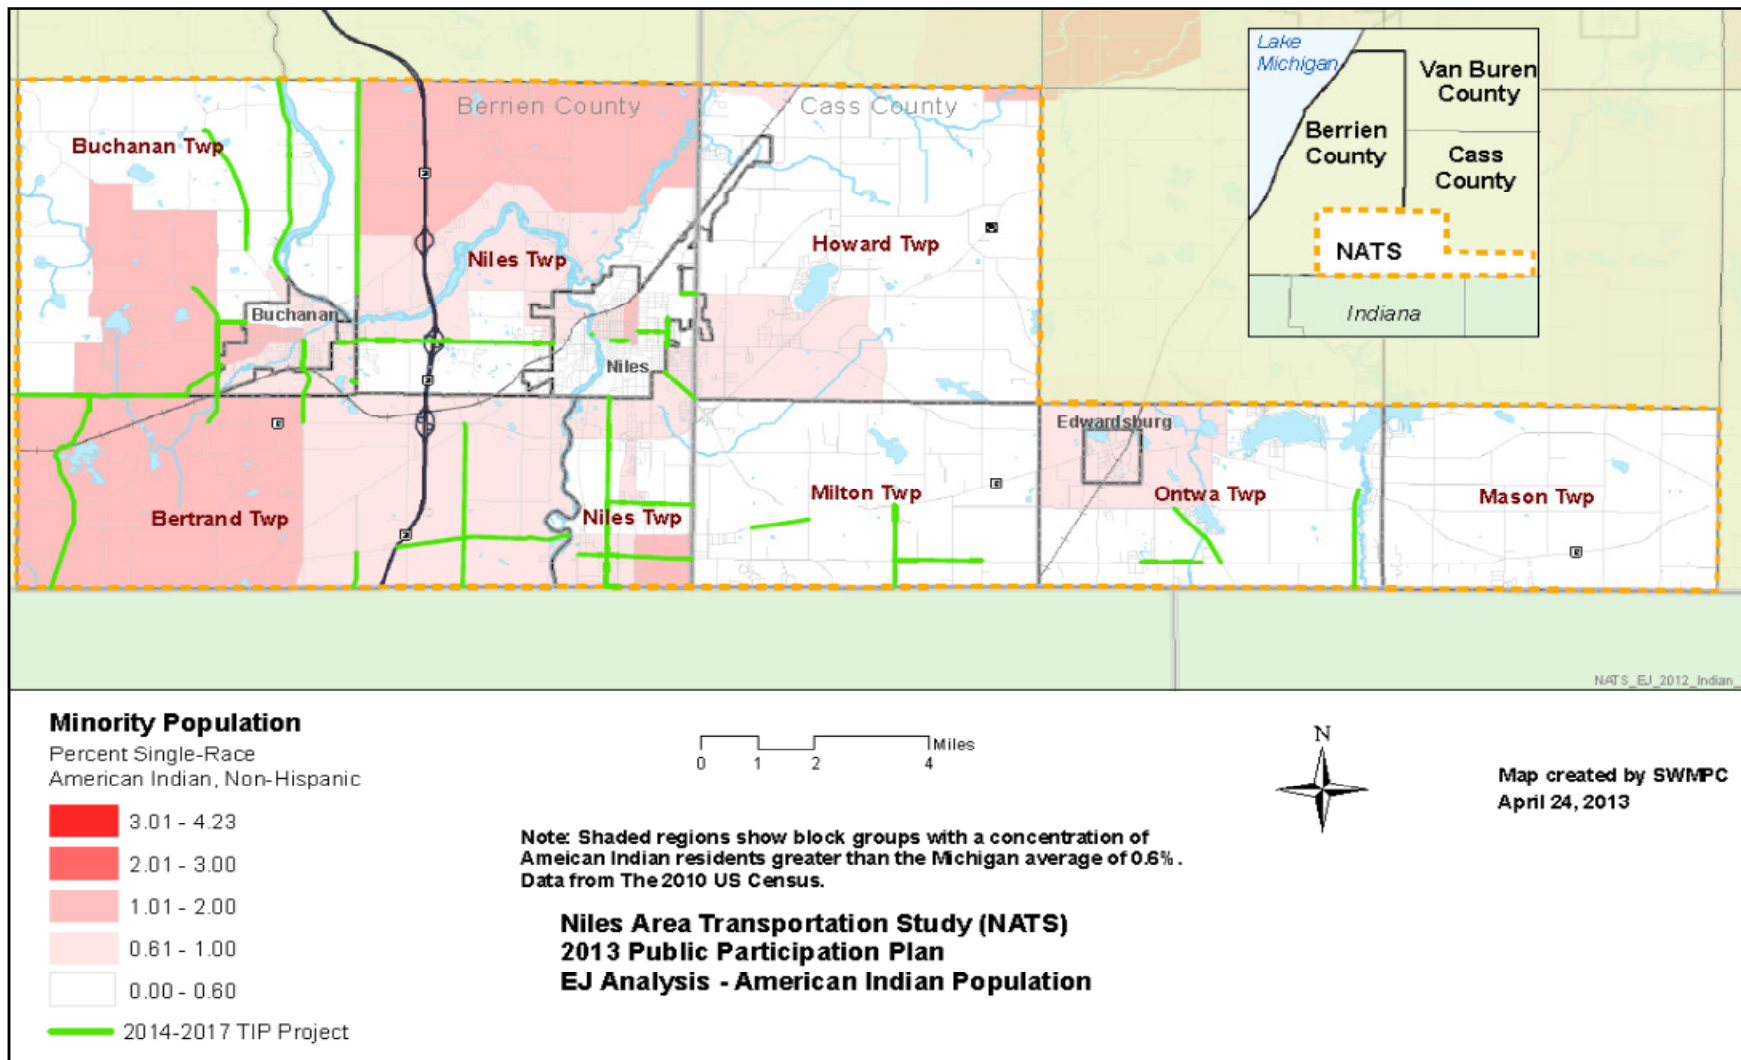 Berrien County
Cass County
Buchanan Twp
Niles Twp
Howard Twp
Buchanan
Niles
Edwardsburg
Bertrand Twp
Niles Twp
Milton Twp
Ontwa Twp
Mason Twp
Lake
Michigan
Van Buren
County
Berrien
County
Cass
County
NATS
Indiana
NATS_EJ_2012_Indian_
Minority Population
Percent Single-Race
American Indian, Non-Hispanic
3.01 - 4.23
2.01 - 3.00
1.01 - 2.00
0.61 - 1.00
0.00 - 0.60
2014-2017 TIP Project
Miles
0 1 2 4
Note: Shaded regions show block groups with a concentration of
Ameican Indian residents greater than the Michigan average of 0.6%.
Data from The 2010 US Census.
Niles Area Transportation Study (NATS)
2013 Public Participation Plan
EJ Analysis - American Indian Population
N
Map created by SWMPC
April 24, 2013